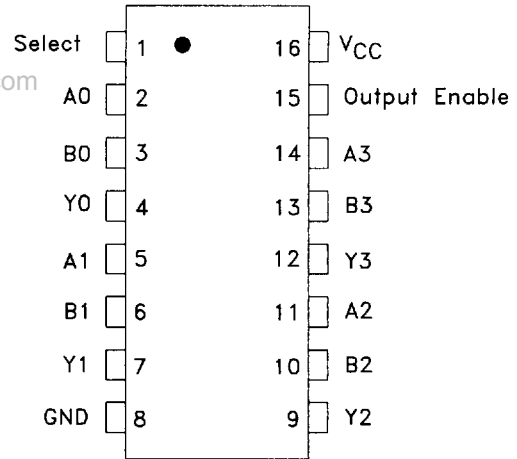 Select 1 16 VCC
com
A0 2 15 Output Enable
B0 3 14 A3
Y0 4 13 B3
A1 5 12 Y3
B1 6 11 A2
Y1 7 10 B2
GND 8 9 Y2